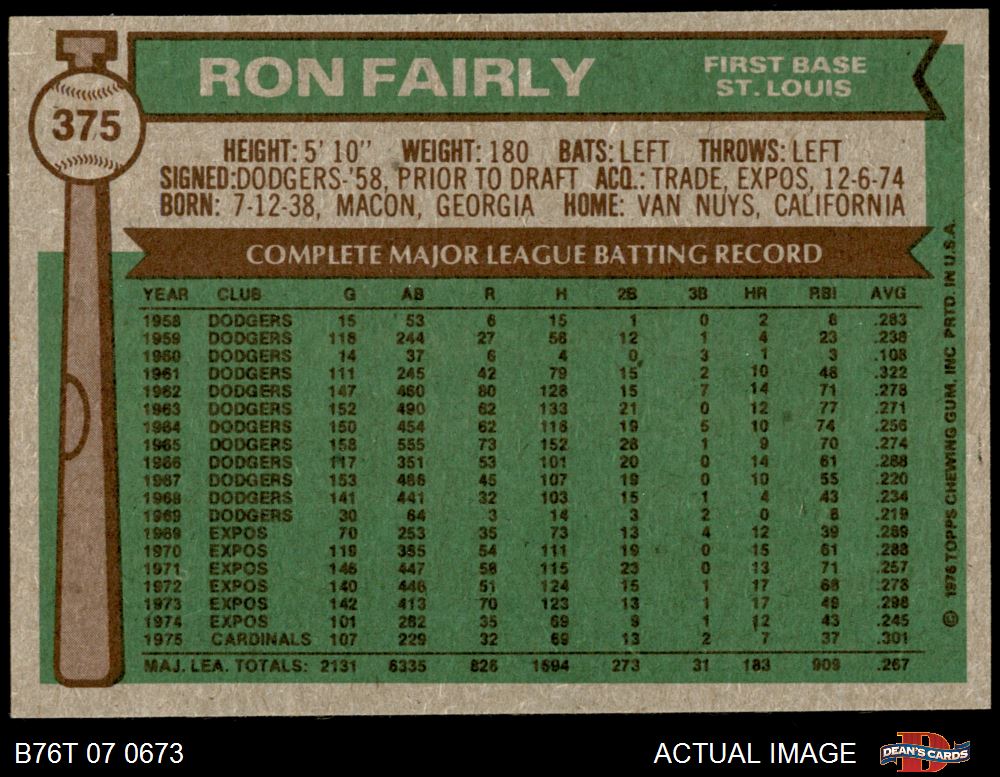 RON FAIRLY
FIRST BASE
ST. LOUIS
375
HEIGHT: 5' 10" WEIGHT: 180 BATS: LEFT THROWS: LEFT
SIGNED: DODGERS-'58, PRIOR TO DRAFT ACQ.: TRADE, EXPOS, 12-6-74
BORN: 7-12-38, MACON, GEORGIA HOME: VAN NUYS, CALIFORNIA
COMPLETE MAJOR LEAGUE BATTING RECORD
YEAR CLUB G AB R H 2B 3B HR RBI AVG
1958 DODGERS 15 53 6 15 1 0 2 8 .283
1959 DODGERS 118 244 27 58 12 1 4 23 .238
1960 DODGERS 14 37 6 4 0 3 1 3 .108
1961 DODGERS 111 245 42 79 15 2 10 48 .322
1962 DODGERS 147 460 80 128 15 7 14 71 .278
1963 DODGERS 152 490 62 133 21 0 12 77 .271
1964 DODGERS 150 454 62 116 19 5 10 74 .256
1965 DODGERS 158 555 73 152 28 1 9 70 .274
1966 DODGERS 117 351 53 101 20 0 14 61 .288
1967 DODGERS 153 486 45 107 19 0 10 55 .220
1968 DODGERS 141 441 32 103 15 1 4 43 .234
1969 DODGERS 30 64 3 14 3 2 0 8 .219
1969 EXPOS 70 253 35 73 13 4 12 39 .289
1970 EXPOS 119 385 54 111 19 0 15 61 .288
1971 EXPOS 146 447 58 115 23 0 13 71 .257
1972 EXPOS 140 446 51 124 15 1 17 68 .278
1973 EXPOS 142 413 70 123 13 1 17 49 .298
1974 EXPOS 101 282 35 69 9 1 12 43 .245
1975 CARDINALS 107 229 32 69 13 2 7 37 .301
MAJ. LEA. TOTALS: 2131 6335 826 1694 273 31 183 909 .267
© 1976 TOPPS CHEWING GUM, INC PRTD. IN U.S.A.
B76T 07 0673 ACTUAL IMAGE
DEAN'S CARDS